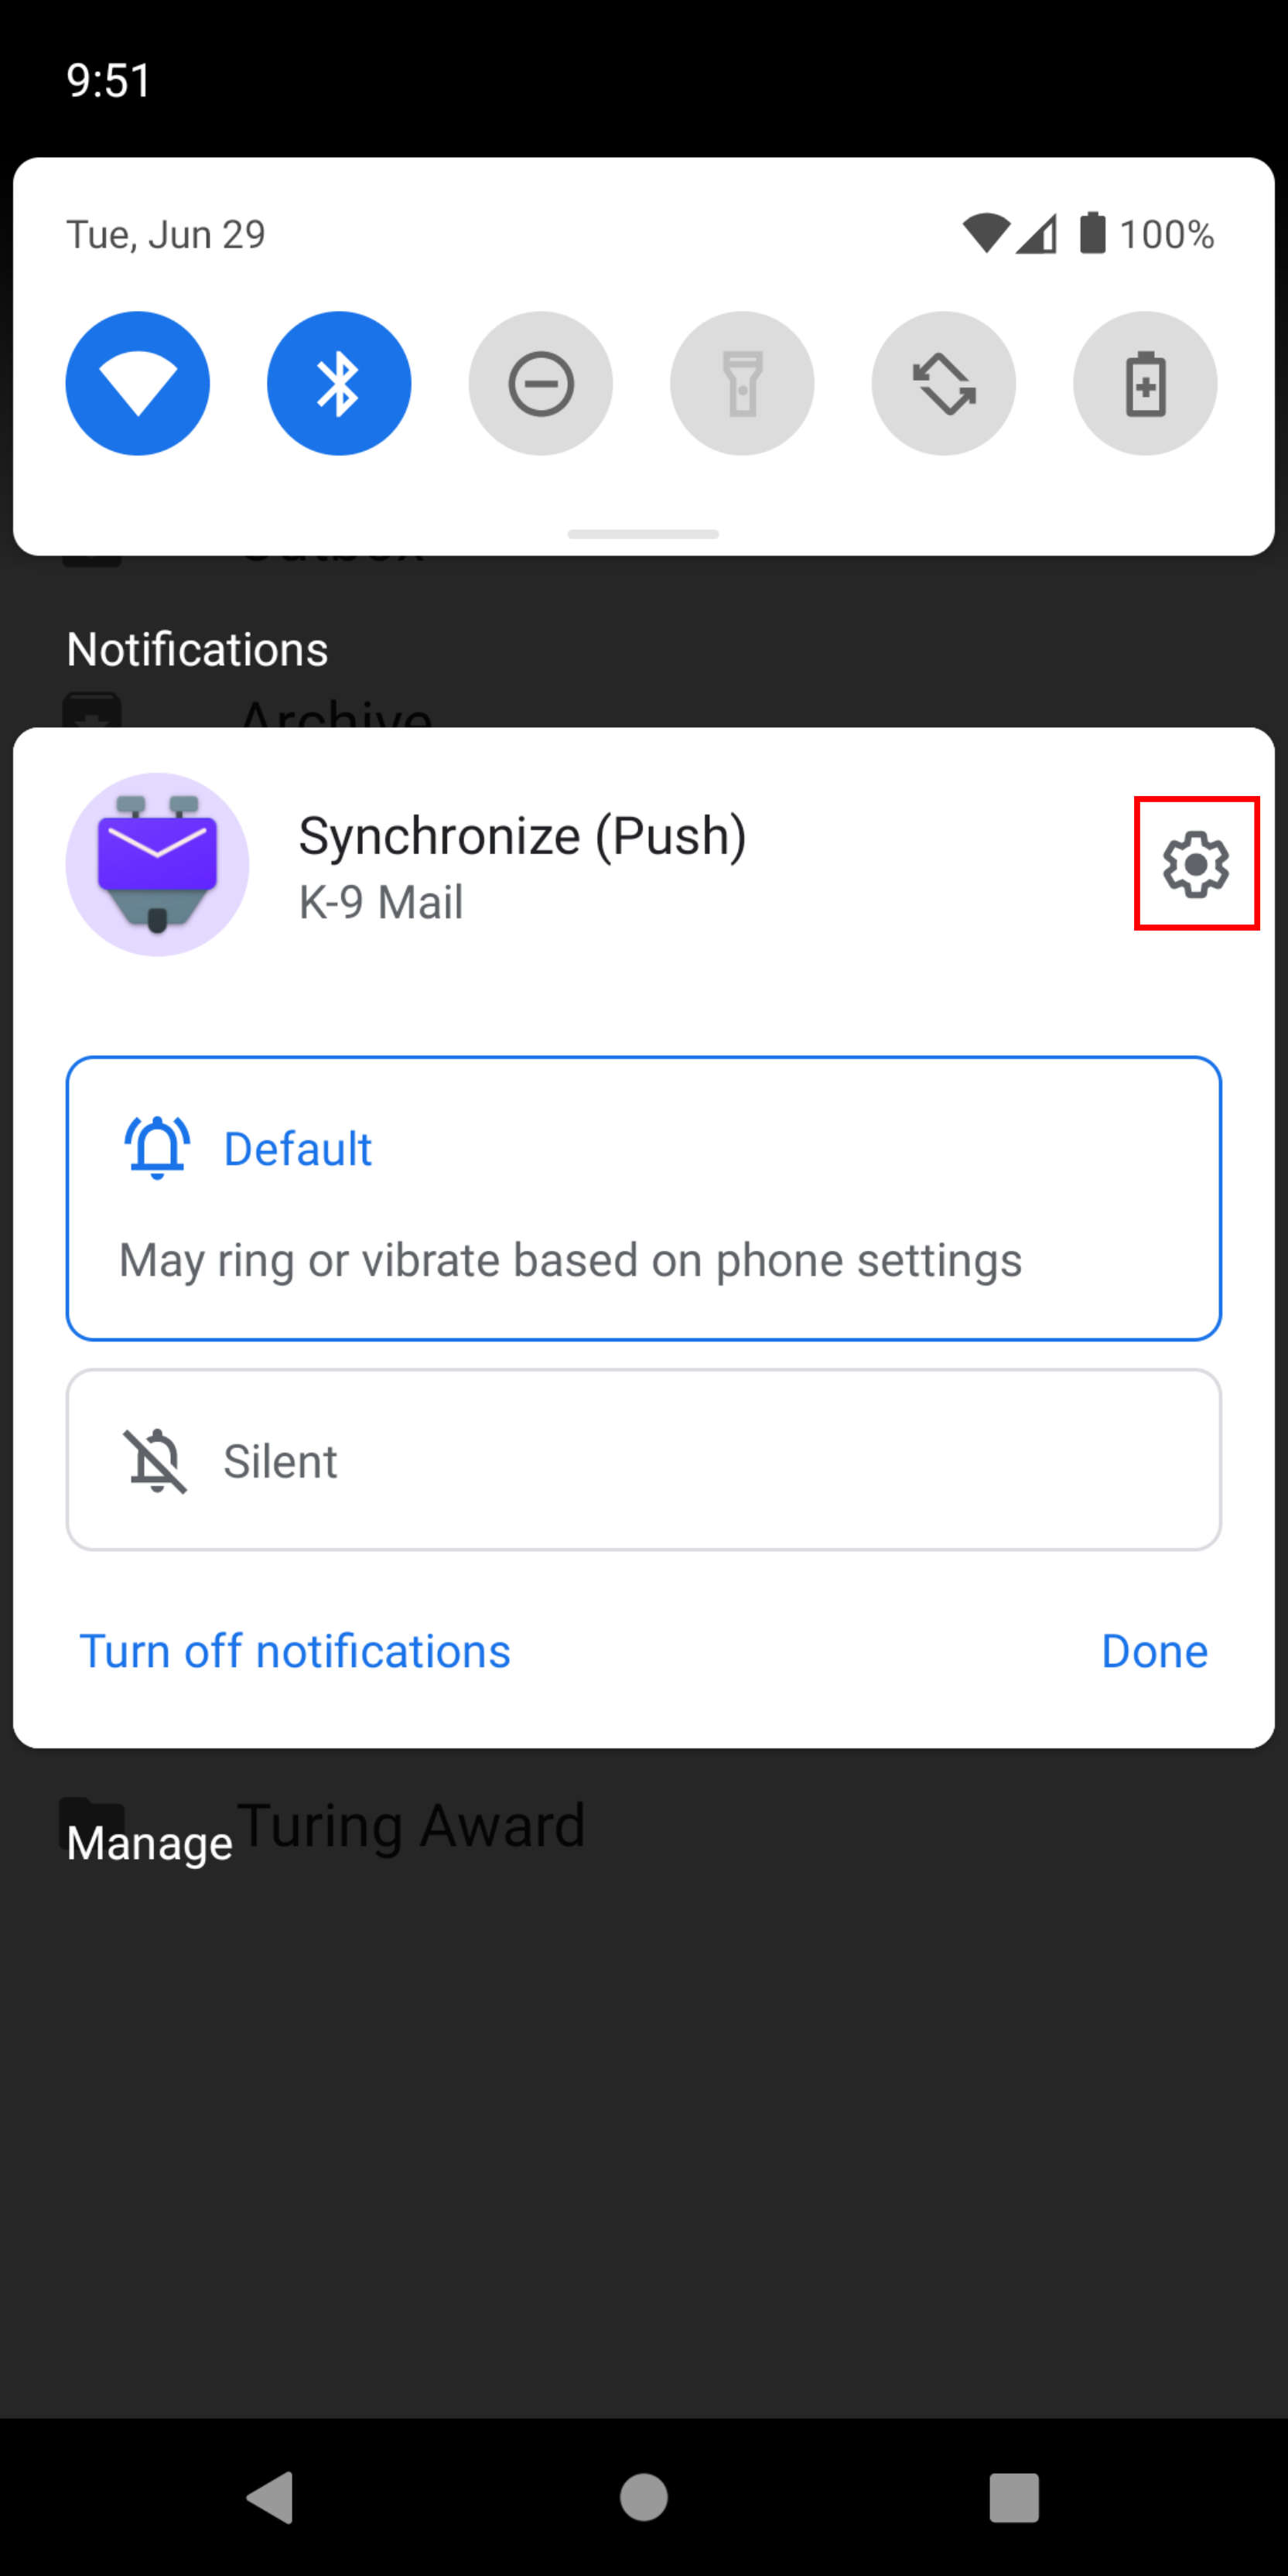 9:51
Tue, Jun 29
100%
Notifications
Archive
Synchronize (Push)
K-9 Mail
Default
May ring or vibrate based on phone settings
Silent
Turn off notifications
Done
Turing Award
Manage